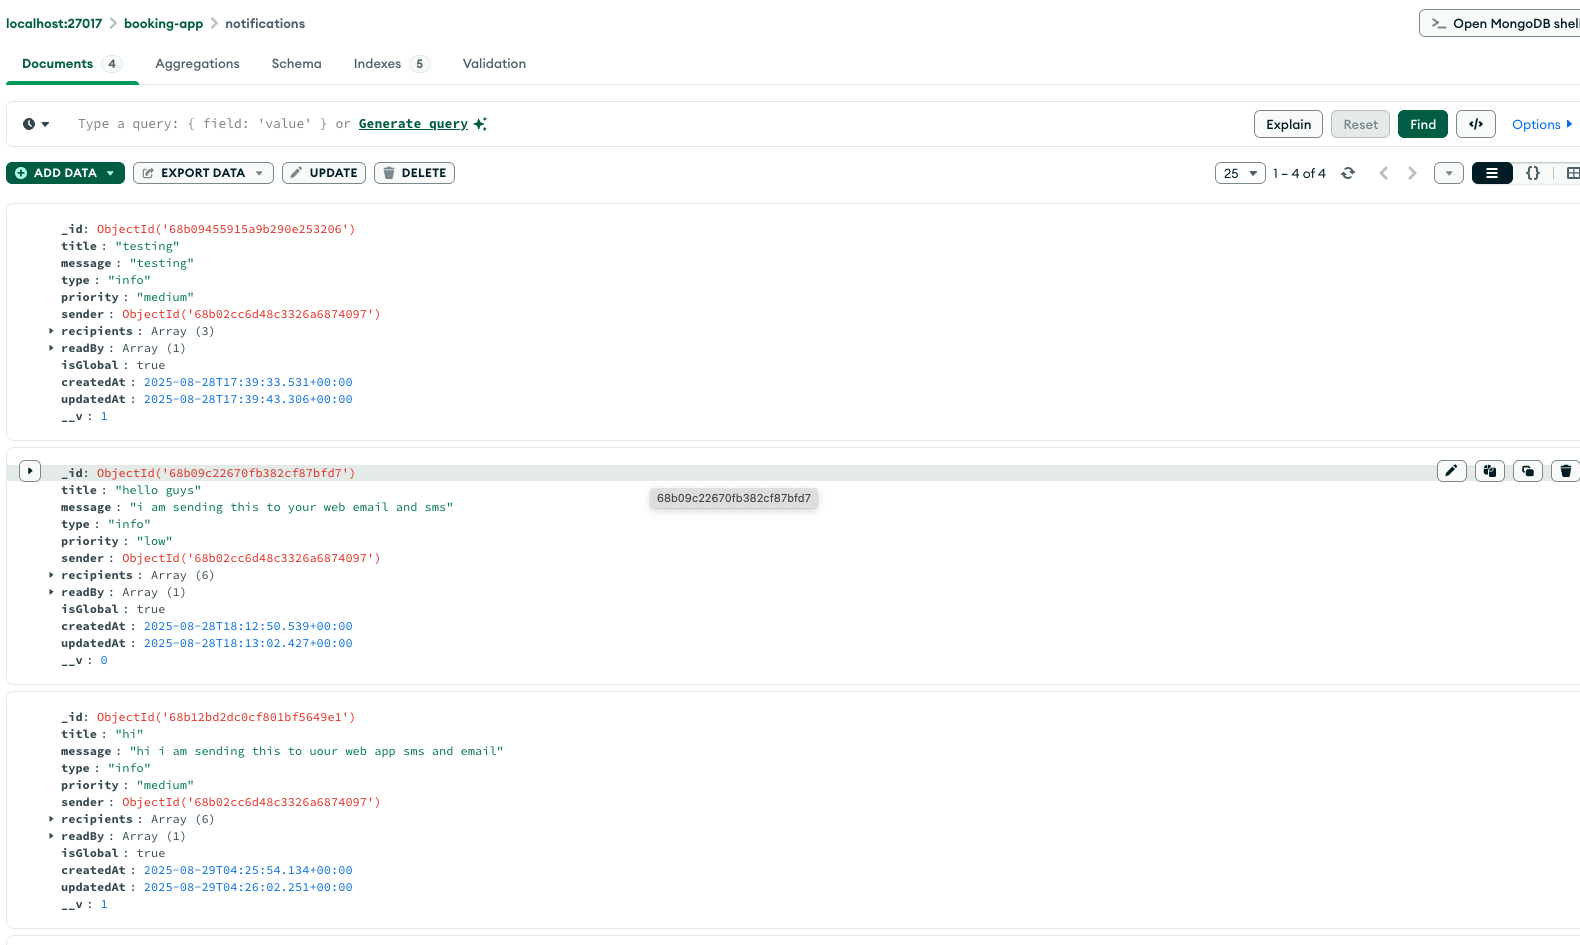 localhost:27017 > booking-app > notifications
>_ Open MongoDB shell
Documents 4 Aggregations Schema Indexes 5 Validation
Type a query: { field: 'value' } or Generate query
Explain Reset Find </> Options
ADD DATA EXPORT DATA UPDATE DELETE
25 1 – 4 of 4 {}
_id: ObjectId('68b09455915a9b290e253206')
title : "testing"
message : "testing"
type : "info"
priority : "medium"
sender : ObjectId('68b02cc6d48c3326a6874097')
recipients : Array (3)
readBy : Array (1)
isGlobal : true
createdAt : 2025-08-28T17:39:33.531+00:00
updatedAt : 2025-08-28T17:39:43.306+00:00
__v : 1
_id: ObjectId('68b09c22670fb382cf87bfd7')
title : "hello guys"
68b09c22670fb382cf87bfd7
message : "i am sending this to your web email and sms"
type : "info"
priority : "low"
sender : ObjectId('68b02cc6d48c3326a6874097')
recipients : Array (6)
readBy : Array (1)
isGlobal : true
createdAt : 2025-08-28T18:12:50.539+00:00
updatedAt : 2025-08-28T18:13:02.427+00:00
__v : 0
_id: ObjectId('68b12bd2dc0cf801bf5649e1')
title : "hi"
message : "hi i am sending this to uour web app sms and email"
type : "info"
priority : "medium"
sender : ObjectId('68b02cc6d48c3326a6874097')
recipients : Array (6)
readBy : Array (1)
isGlobal : true
createdAt : 2025-08-29T04:25:54.134+00:00
updatedAt : 2025-08-29T04:26:02.251+00:00
__v : 1